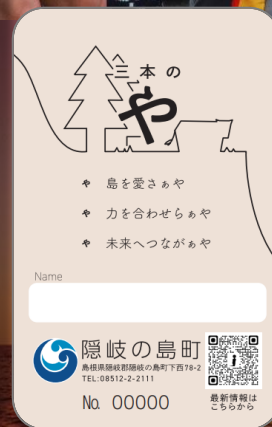 三本の
や
や 島を愛さぁや
や 力を合わせらぁや
や 未来へつながぁや
Name
隠岐の島町
島根県隠岐郡隠岐の島町下西78-2
TEL:08512-2-2111
最新情報は
こちらから
No. 00000